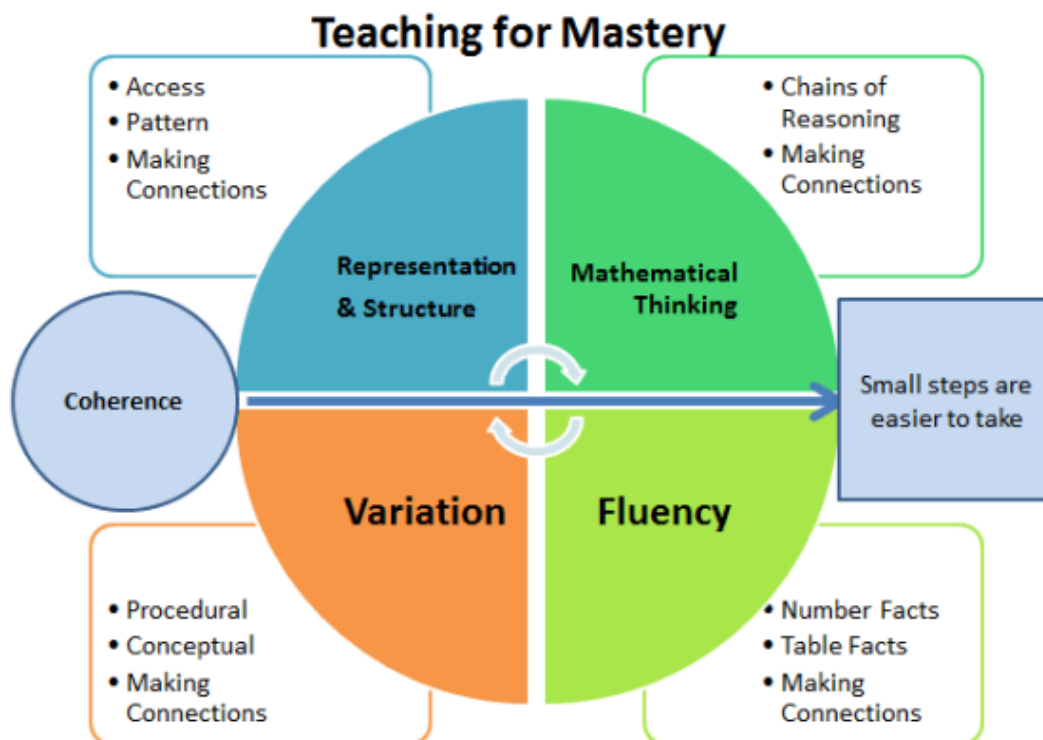 Teaching for Mastery
• Access
• Pattern
• Making
Connections
• Chains of
Reasoning
• Making
Connections
Representation
& Structure
Mathematical
Thinking
Coherence
Small steps are
easier to take
Variation
Fluency
• Procedural
• Conceptual
• Making
Connections
• Number Facts
• Table Facts
• Making
Connections